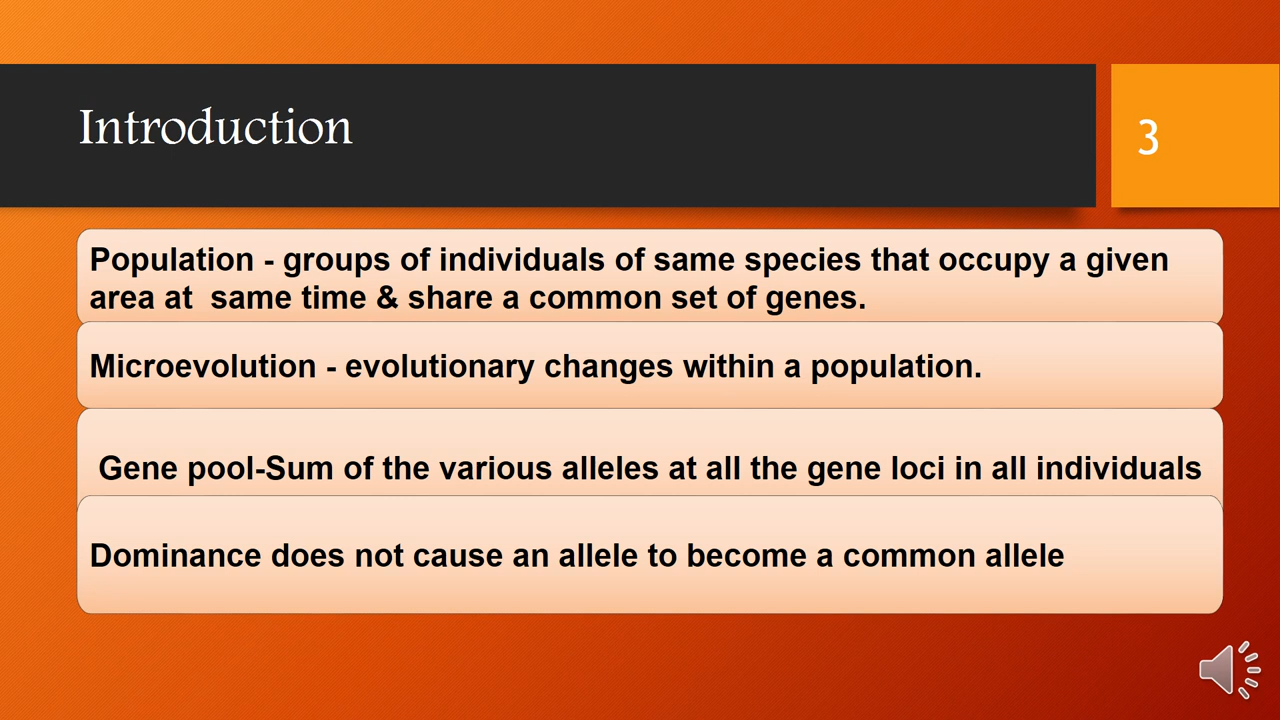 Introduction
3
Population - groups of individuals of same species that occupy a given
area at  same time & share a common set of genes.
Microevolution - evolutionary changes within a population.
Gene pool-Sum of the various alleles at all the gene loci in all individuals
Dominance does not cause an allele to become a common allele